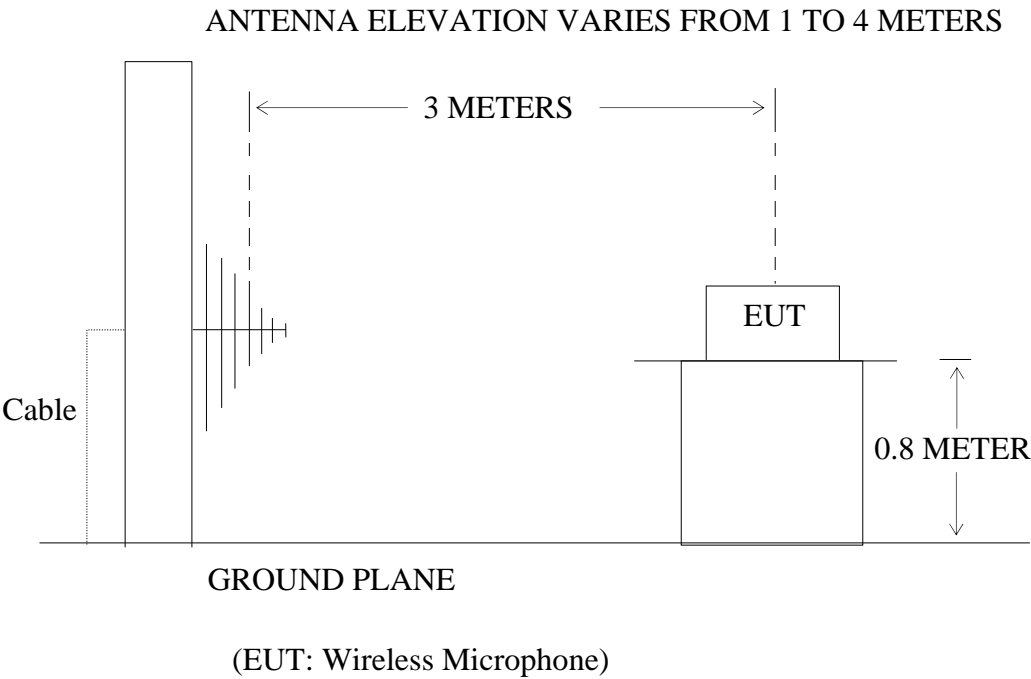 ANTENNA ELEVATION VARIES FROM 1 TO 4 METERS
3 METERS
EUT
Cable
0.8 METER
GROUND PLANE
(EUT: Wireless Microphone)